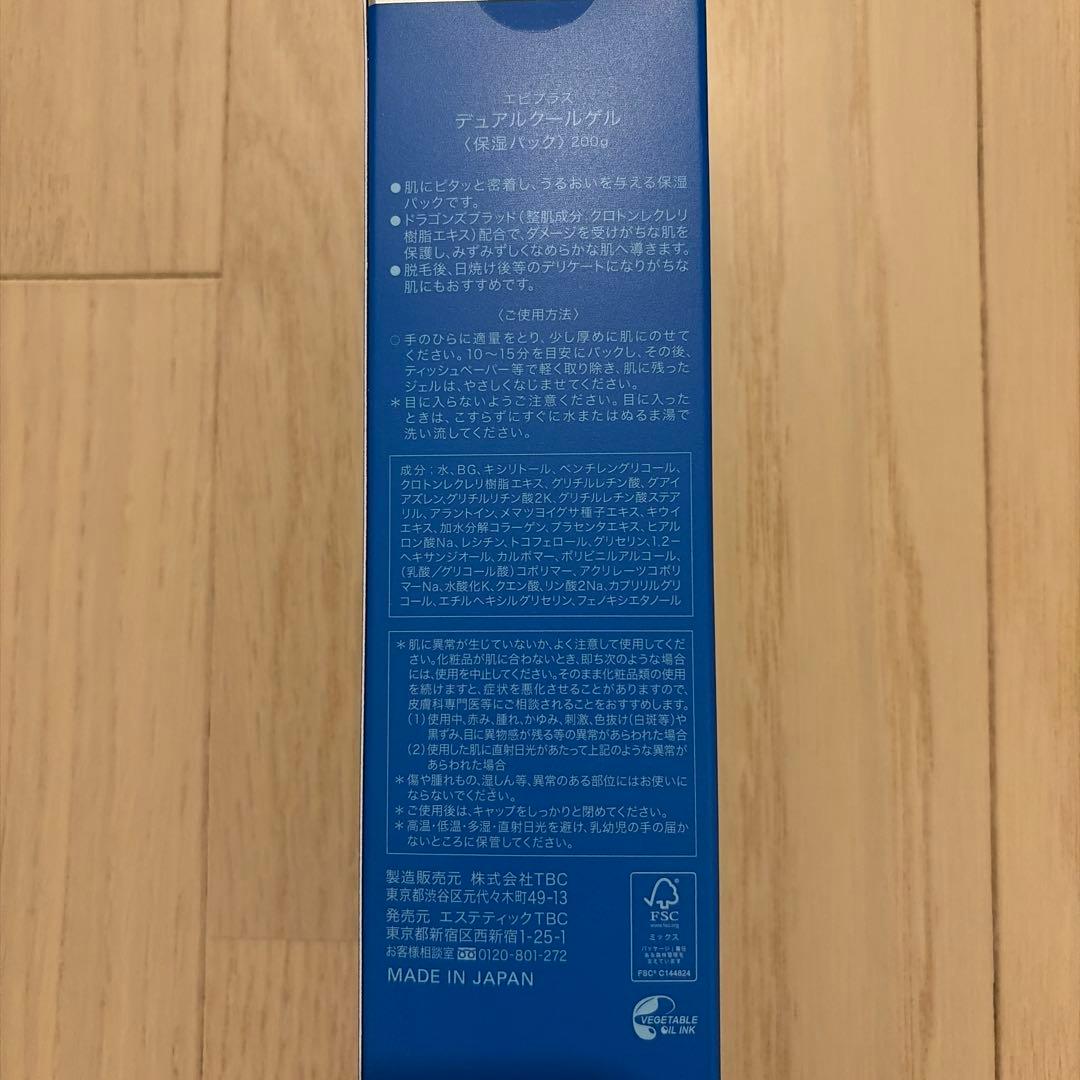 エピプラス
デュアルクールゲル
〈保湿パック〉200g
● 肌にピタッと密着し、うるおいを与える保湿
パックです。
● ドラゴンズブラッド(整肌成分、クロトンレクレリ
樹脂エキス)配合で、ダメージを受けがちな肌を
保護し、みずみずしくなめらかな肌へ導きます。
● 脱毛後、日焼け後等のデリケートになりがちな
肌にもおすすめです。
〈ご使用方法〉
○ 手のひらに適量をとり、少し厚めに肌にのせて
ください。10～15分を目安にパックし、その後、
ティッシュペーパー等で軽く取り除き、肌に残った
ジェルは、やさしくなじませてください。
＊ 目に入らないようご注意ください。目に入った
ときは、こすらずにすぐに水またはぬるま湯で
洗い流してください。
成分：水、BG、キシリトール、ペンチレングリコール、
クロトンレクレリ樹脂エキス、グリチルレチン酸、グアイ
アズレン、グリチルリチン酸2K、グリチルレチン酸ステア
リル、アラントイン、メマツヨイグサ種子エキス、キウイ
エキス、加水分解コラーゲン、プラセンタエキス、ヒアル
ロン酸Na、レシチン、トコフェロール、グリセリン、1,2－
ヘキサンジオール、カルボマー、ポリビニルアルコール、
(乳酸／グリコール酸)コポリマー、アクリレーツコポリ
マーNa、水酸化K、クエン酸、リン酸2Na、カプリリルグリ
コール、エチルヘキシルグリセリン、フェノキシエタノール
＊ 肌に異常が生じていないか、よく注意して使用してくだ
さい。化粧品が肌に合わないとき、即ち次のような場合
には、使用を中止してください。そのまま化粧品類の使用
を続けますと、症状を悪化させることがありますので、
皮膚科専門医等にご相談されることをおすすめします。
(1)使用中、赤み、腫れ、かゆみ、刺激、色抜け(白斑等)や
黒ずみ、目に異物感が残る等の異常があらわれた場合
(2)使用した肌に直射日光があたって上記のような異常が
あらわれた場合
＊ 傷や腫れもの、湿しん等、異常のある部位にはお使いに
ならないでください。
＊ ご使用後は、キャップをしっかりと閉めてください。
＊ 高温・低温・多湿・直射日光を避け、乳幼児の手の届か
ないところに保管してください。
製造販売元 株式会社TBC
東京都渋谷区元代々木町49-13
発売元 エステティックTBC
東京都新宿区西新宿1-25-1
お客様相談室 0120-801-272
MADE IN JAPAN
FSC
www.fsc.org
ミックス
パッケージ｜責任
ある森林管理を
支えています
FSC® C144824
VEGETABLE
OIL INK